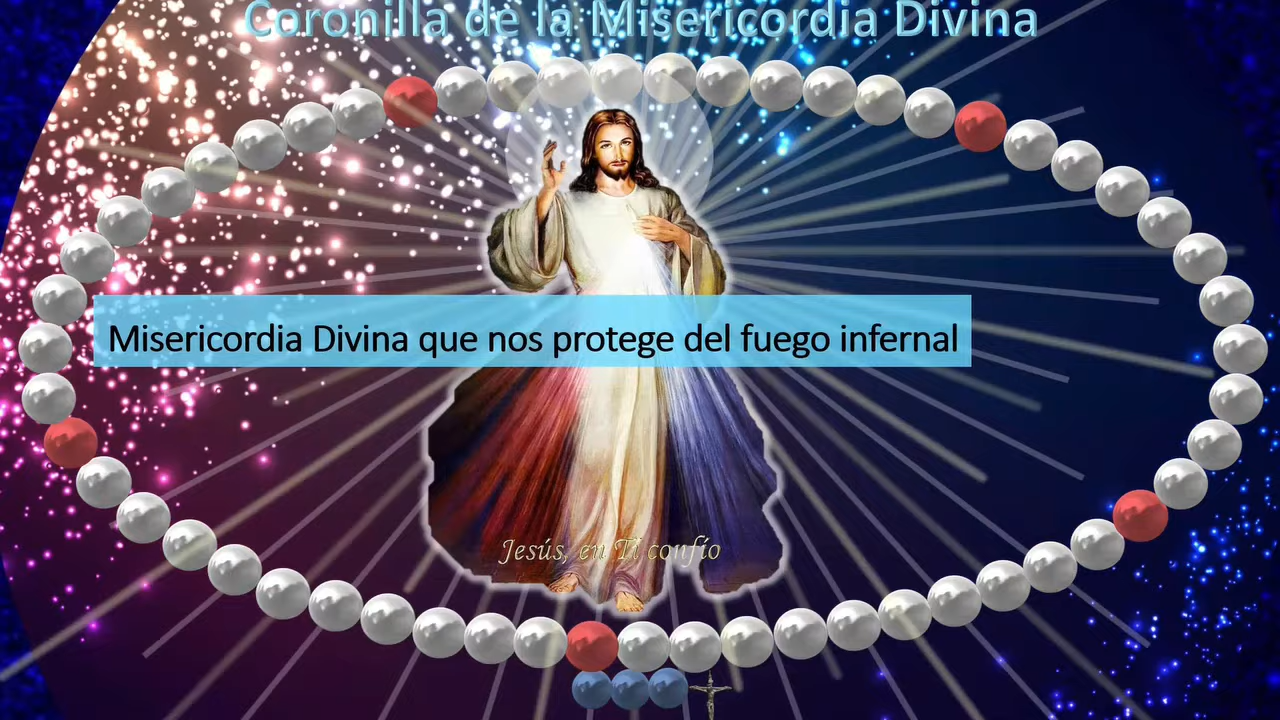 Coronilla de la Misericordia Divina
Misericordia Divina que nos protege del fuego infernal
Jesús, en Ti confío